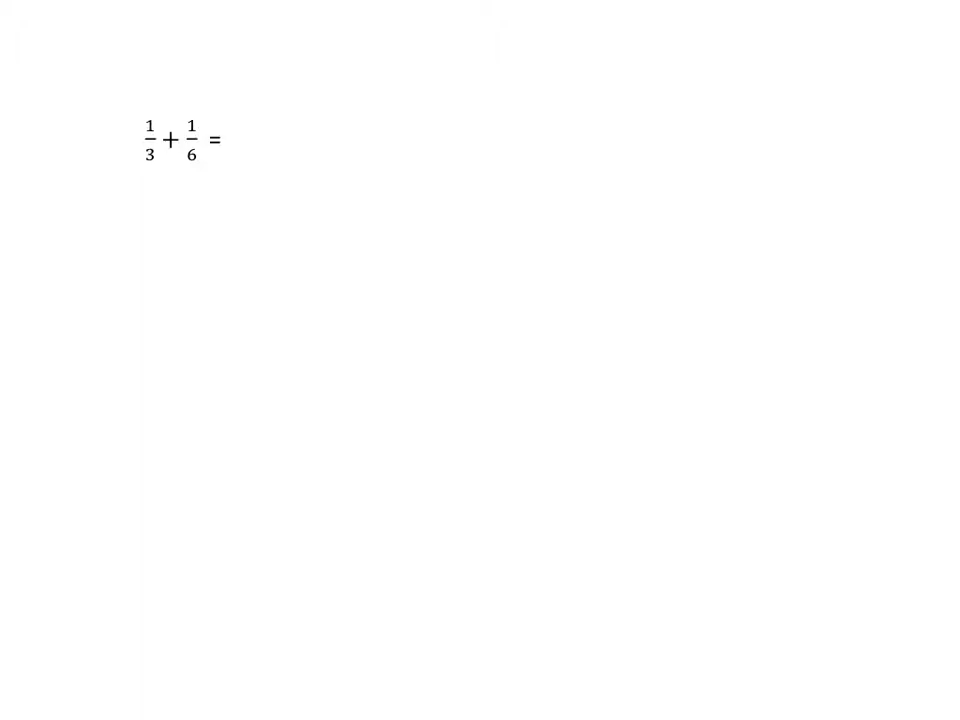 1/3 + 1/6 =